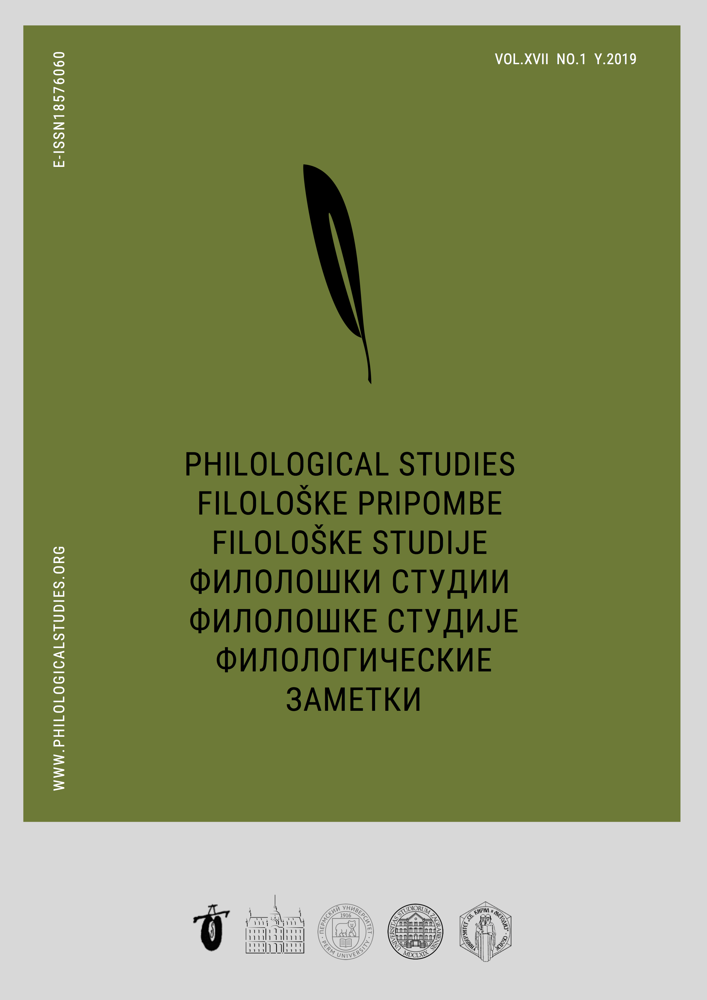 VOL.XVII NO.1 Y.2019
E-ISSN18576060
PHILOLOGICAL STUDIES
FILOLOŠKE PRIPOMBE
FILOLOŠKE STUDIJE
ФИЛОЛОШКИ СТУДИИ
ФИЛОЛОШКЕ СТУДИЈЕ
ФИЛОЛОГИЧЕСКИЕ
ЗАМЕТКИ
WWW.PHILOLOGICALSTUDIES.ORG
ПЕРМСКИЙ УНИВЕРСИТЕТ
1916
PERM UNIVERSITY
UNIVERSITAS STUDIORUM ZAGRABIENSIS
MDCLXIX
УНИВЕРЗИТЕТ "СВ. КИРИЛ и МЕТОДИЈ" - СКОПЈЕ